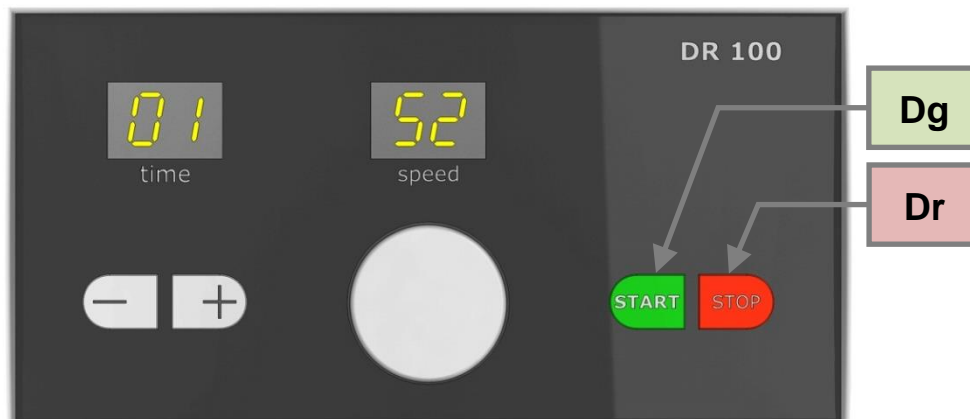 DR 100
01
52
time
speed
Dg
Dr
− +
START STOP